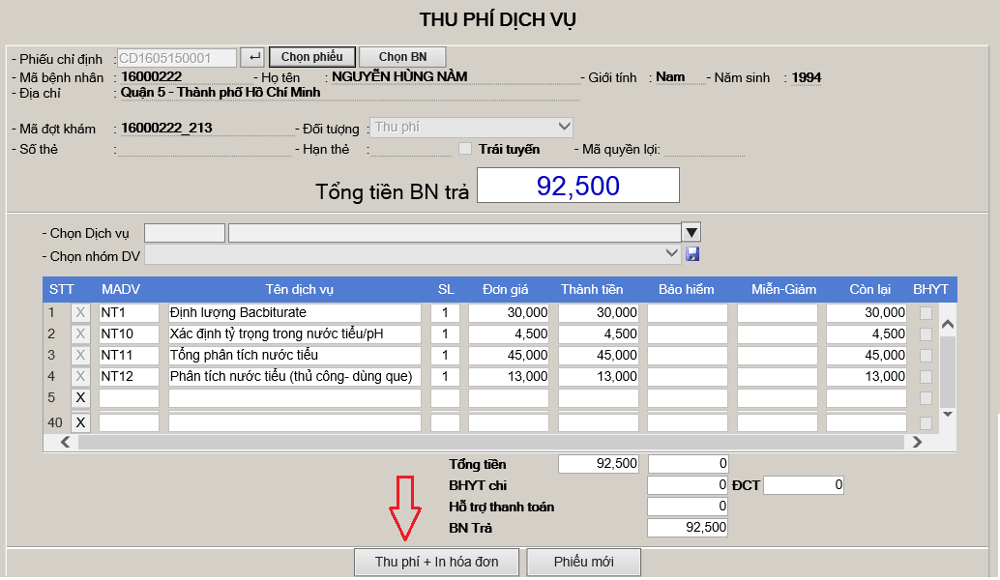 THU PHÍ DỊCH VỤ
- Phiếu chỉ định : CD1605150001 Chọn phiếu Chọn BN
- Mã bệnh nhân : 16000222 - Họ tên : NGUYỄN HÙNG NÀM - Giới tính : Nam - Năm sinh : 1994
- Địa chỉ : Quận 5 - Thành phố Hồ Chí Minh
- Mã đợt khám : 16000222_213 - Đối tượng : Thu phí
- Số thẻ : - Hạn thẻ : Trái tuyến - Mã quyền lợi:
Tổng tiền BN trả 92,500
- Chọn Dịch vụ
- Chọn nhóm DV
STT MADV Tên dịch vụ SL Đơn giá Thành tiền Bảo hiểm Miễn-Giảm Còn lại BHYT
1 X NT1 Định lượng Bacbiturate 1 30,000 30,000 30,000
2 X NT10 Xác định tỷ trọng trong nước tiểu/pH 1 4,500 4,500 4,500
3 X NT11 Tổng phân tích nước tiểu 1 45,000 45,000 45,000
4 X NT12 Phân tích nước tiểu (thủ công- dùng que) 1 13,000 13,000 13,000
5 X
40 X
Tổng tiền 92,500 0
BHYT chi 0 ĐCT 0
Hỗ trợ thanh toán 0
BN Trả 92,500
Thu phí + In hóa đơn Phiếu mới